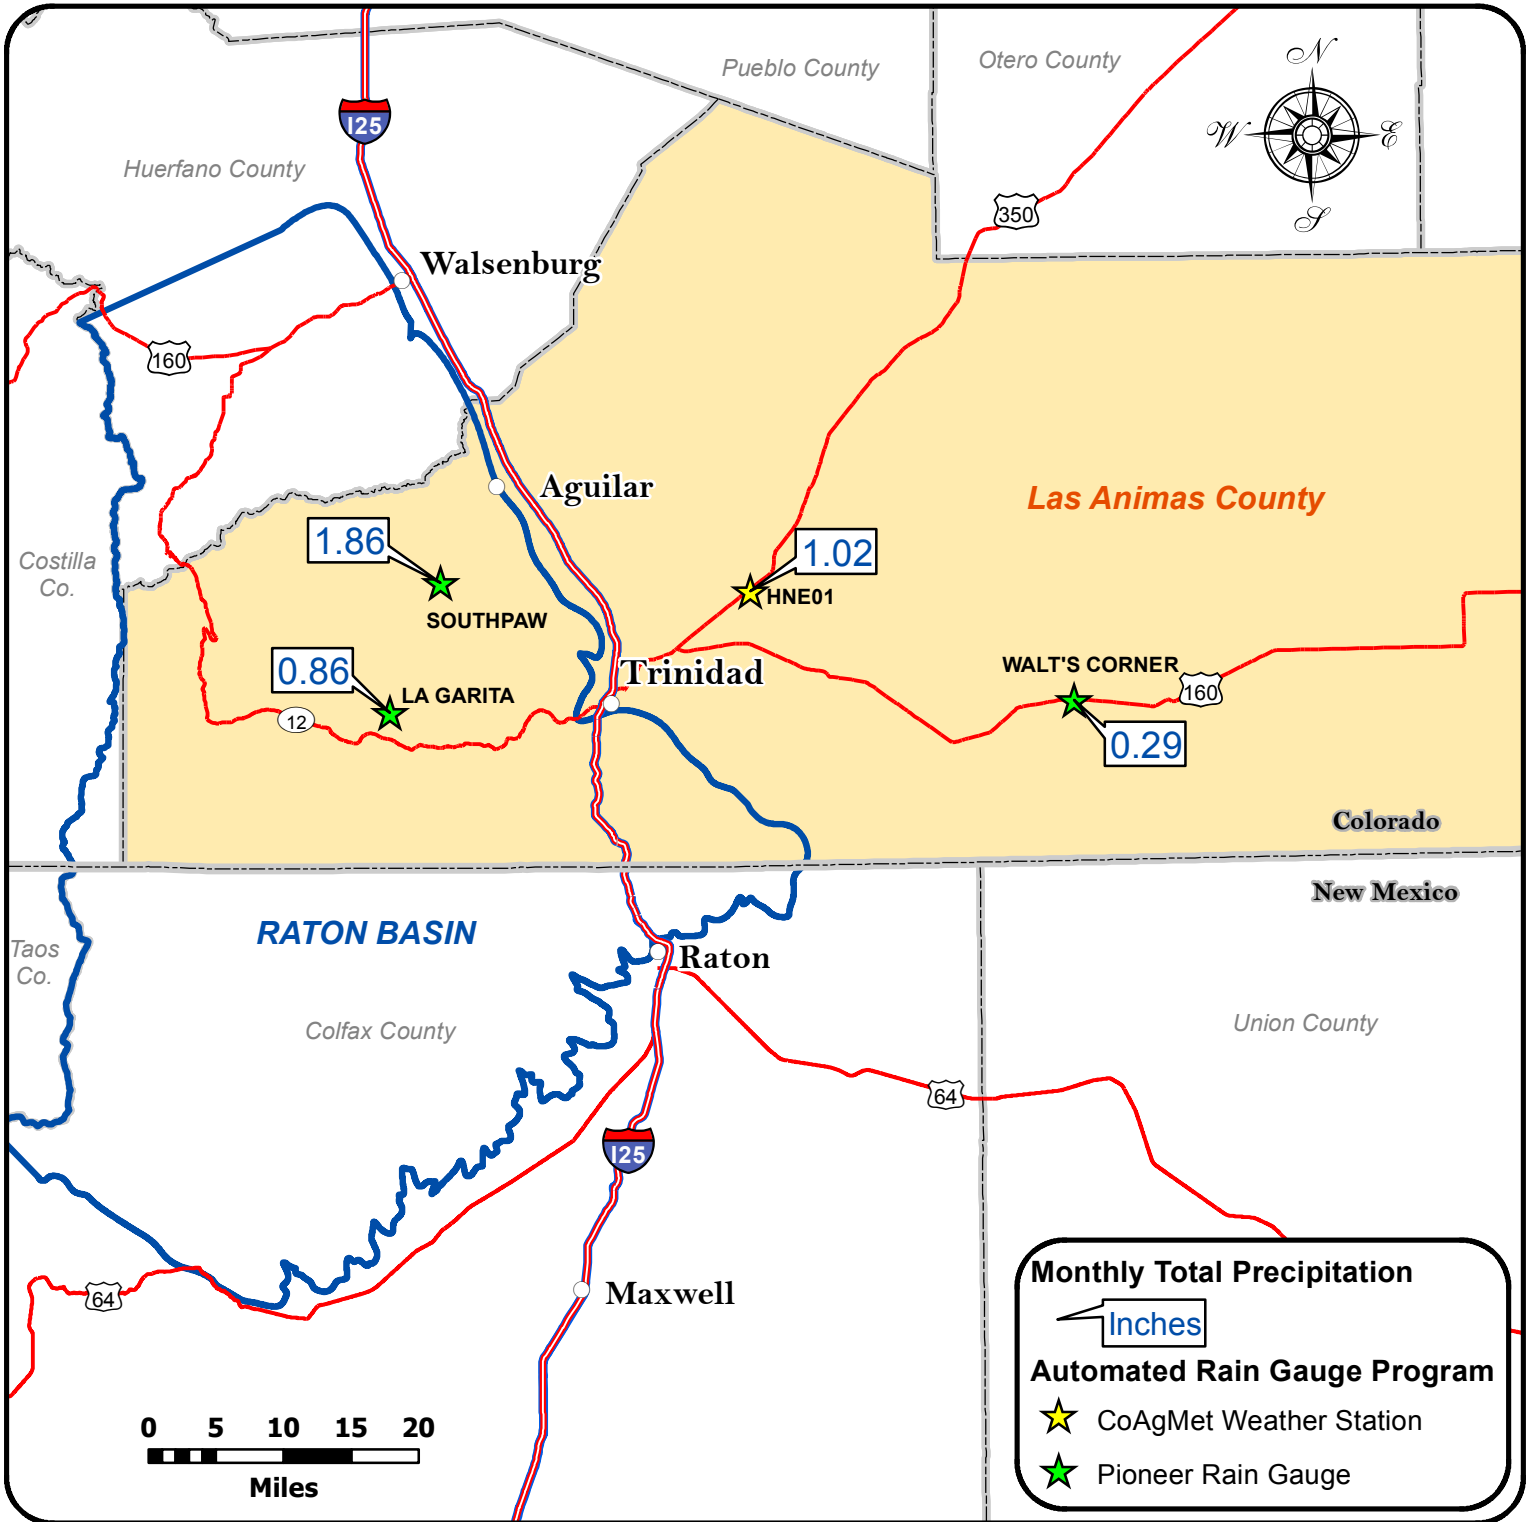 Pueblo County
Otero County
N
W
E
S
I25
Huerfano County
350
Walsenburg
160
Aguilar
Las Animas County
1.86
1.02
Costilla
Co.
SOUTHPAW
HNE01
0.86
Trinidad
WALT'S CORNER
LA GARITA
160
12
0.29
Colorado
New Mexico
RATON BASIN
Taos
Co.
Raton
Colfax County
Union County
64
I25
64
Maxwell
Monthly Total Precipitation
Inches
Automated Rain Gauge Program
CoAgMet Weather Station
Pioneer Rain Gauge
0 5 10 15 20
Miles